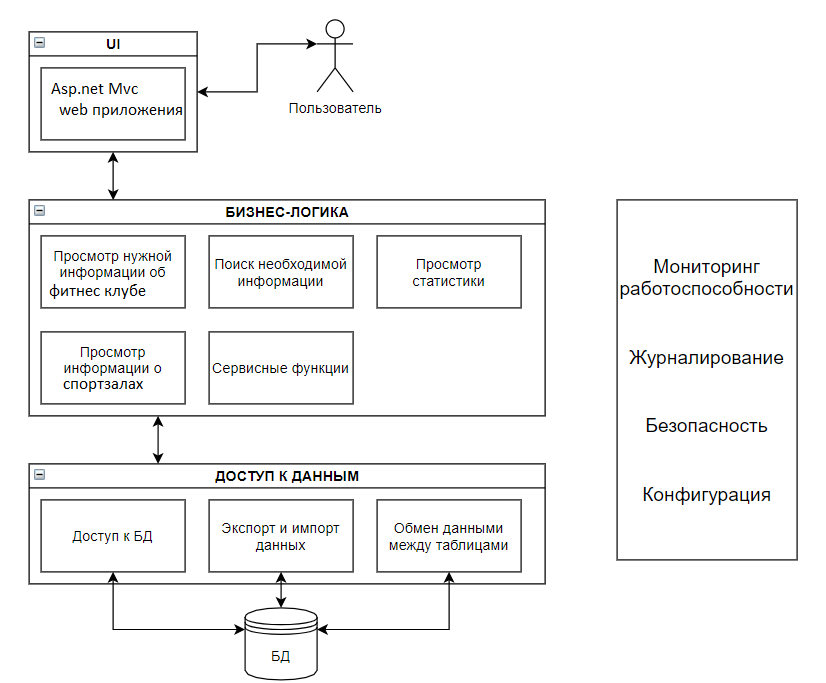 UI
Asp.net Mvc
web приложения
Пользователь
БИЗНЕС-ЛОГИКА
Просмотр нужной
информации об
фитнес клубе
Поиск необходимой
информации
Просмотр
статистики
Просмотр
информации о
спортзалах
Сервисные функции
Мониторинг
работоспособности
Журналирование
Безопасность
Конфигурация
ДОСТУП К ДАННЫМ
Доступ к БД
Экспорт и импорт
данных
Обмен данными
между таблицами
БД